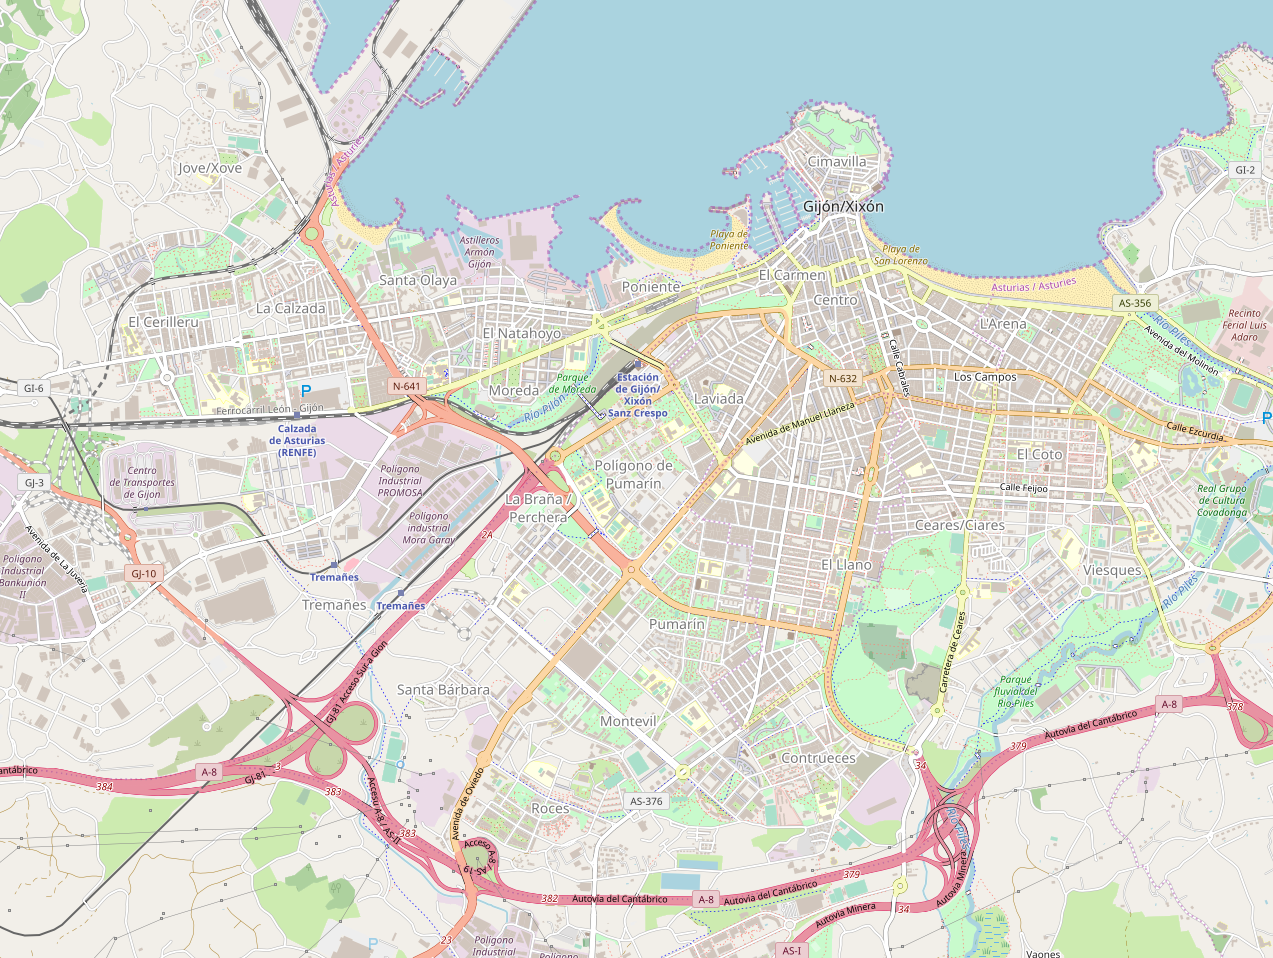 Jove/Xove
Asturias / Asturies
Cimavilla
Gijón/Xixón
GI-2
Playa de
Poniente
Playa de
San Lorenzo
Astilleros
Armón
Gijón
Santa Olaya
Poniente
El Carmen
Centro
Asturias / Asturies
AS-356
Río Piles
Avenida del Molinón
Recinto
Ferial Luis
Adaro
La Calzada
El Cerilleru
El Natahoyo
L'Arena
El Calle Cabrales
Los Campos
GI-6
N-641
N-632
Moreda
Parque
de Moreda
Estación
de Gijón/
Xixón
Sanz Crespo
Laviada
P
P
Ferrocarril León - Gijón
Río Pilón
Avenida de Manuel Llaneza
Calzada
de Asturias
(RENFE)
Calle Ezcurdia
El Coto
Centro
de Transportes
de Gijón
GJ-3
Poligono
Industrial
PROMOSA
Polígono de
Pumarín
La Braña /
Perchera
Calle Feijoo
Real Grupo
de Cultura
Covadonga
Poligono
industrial
Mora Garay
2A
Ceares/Ciares
Avenida de La Juvería
Poligono
Industrial
Bankunión
II
GJ-10
Tremañes
Tremañes
Tremañes
El Llano
Viesques
Río Piles
Pumarín
Carretera de Ceares
GJ-81 Acceso Sur a Gion
Santa Bárbara
Parque
fluvial del
Río Piles
Montevil
A-8
378
Autovía del Cantábrico
379
Contrueces
34
antábrico
A-8
384
GJ-81
3
383
Acceso A-8 / AS-II
383
Avenida de Oviedo
Roces
AS-376
Acceso A-8
/ AS-19
Río Piles
379
382
Autovía del Cantábrico
A-8
Autovía del Cantábrico
Autovía Minera
34
Autovía Minera
23
P
Polígono
Industrial
Polígono
AS-I
Vaones